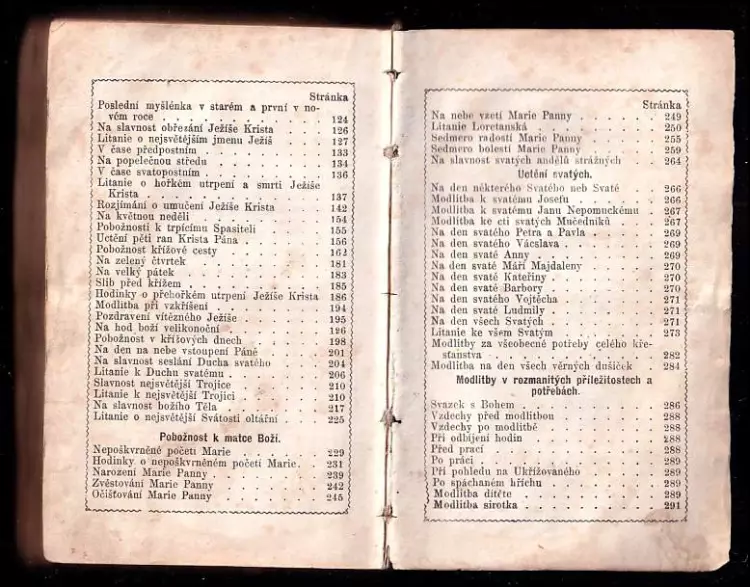 Stránka
Poslední myšlénka v starém a první v no-
vém roce . . . . . . . . . . 124
Na slavnost obřezání Ježíše Krista . . 126
Litanie o nejsvětějším jmenu Ježíš . . 127
V čase předpostním . . . . . . . 133
Na popelečnou středu . . . . . . 134
V čase svatopostním . . . . . . . 136
Litanie o hořkém utrpení a smrti Ježíše
Krista . . . . . . . . . . . 137
Rozjímání o umučení Ježíše Krista . . 142
Na květnou neděli . . . . . . . 154
Pobožnosti k trpícímu Spasiteli . . . 155
Uctění pěti ran Krista Pána . . . . 156
Pobožnost křížové cesty . . . . . 162
Na zelený čtvrtek . . . . . . . 181
Na velký pátek . . . . . . . . 183
Slib před křížem . . . . . . . . 185
Hodinky o přehořkém utrpení Ježíše Krista 186
Modlitba při vzkříšení . . . . . . 194
Pozdravení vítězného Ježíše . . . . 195
Na hod boží velikonoční . . . . . 196
Pobožnost v křížových dnech . . . . 198
Na den na nebe vstoupení Páně . . . 201
Na slavnost seslání Ducha svatého . . 204
Litanie k Duchu svatému . . . . . 206
Slavnost nejsvětější Trojice . . . . 210
Litanie k nejsvětější Trojici . . . . 210
Na slavnost božího Těla . . . . . 217
Litanie o nejsvětější Svátosti oltářní . . 225
Pobožnost k matce Boží.
Nepoškvrněné početí Marie . . . . 229
Hodinky o nepoškvrněném početí Marie. . 231
Narození Marie Panny . . . . . . 239
Zvěstování Marie Panny . . . . . 242
Očišťování Marie Panny . . . . . 245
Stránka
Na nebe vzetí Marie Panny . . . . 249
Litanie Loretanská . . . . . . . 250
Sedmero radostí Marie Panny . . . 255
Sedmero bolestí Marie Panny . . . 259
Na slavnost svatých andělů strážných . 264
Uctění svatých.
Na den některého Svatého neb Svaté . . 266
Modlitba k svatému Josefu . . . . 266
Modlitba k svatému Janu Nepomuckému . 267
Modlitba ke cti svatých Mučedníků . . 267
Na den svatého Petra a Pavla . . . . 269
Na den svatého Vácslava . . . . . 269
Na den svaté Anny . . . . . . . 269
Na den svaté Máří Majdaleny . . . . 270
Na den svaté Kateřiny . . . . . . 270
Na den svaté Barbory . . . . . . 270
Na den svatého Vojtěcha . . . . . 271
Na den svaté Ludmily . . . . . . 271
Na den všech Svatých . . . . . . 271
Litanie ke všem Svatým . . . . . 273
Modlitby za všeobecné potřeby celého kře-
sťanstva . . . . . . . . . . 282
Modlitba na den všech věrných dušiček . 284
Modlitby v rozmanitých příležitostech a
potřebách.
Svazek s Bohem . . . . . . . . 286
Vzdechy před modlitbou . . . . . 288
Vzdechy po modlitbě . . . . . . 288
Při odbíjení hodin . . . . . . . 288
Před prací . . . . . . . . . . 288
Po práci . . . . . . . . . . . 289
Při pohledu na Ukřižovaného . . . . 289
Po spáchaném hříchu . . . . . . 289
Modlitba dítěte . . . . . . . . 289
Modlitba sirotka . . . . . . . . 291